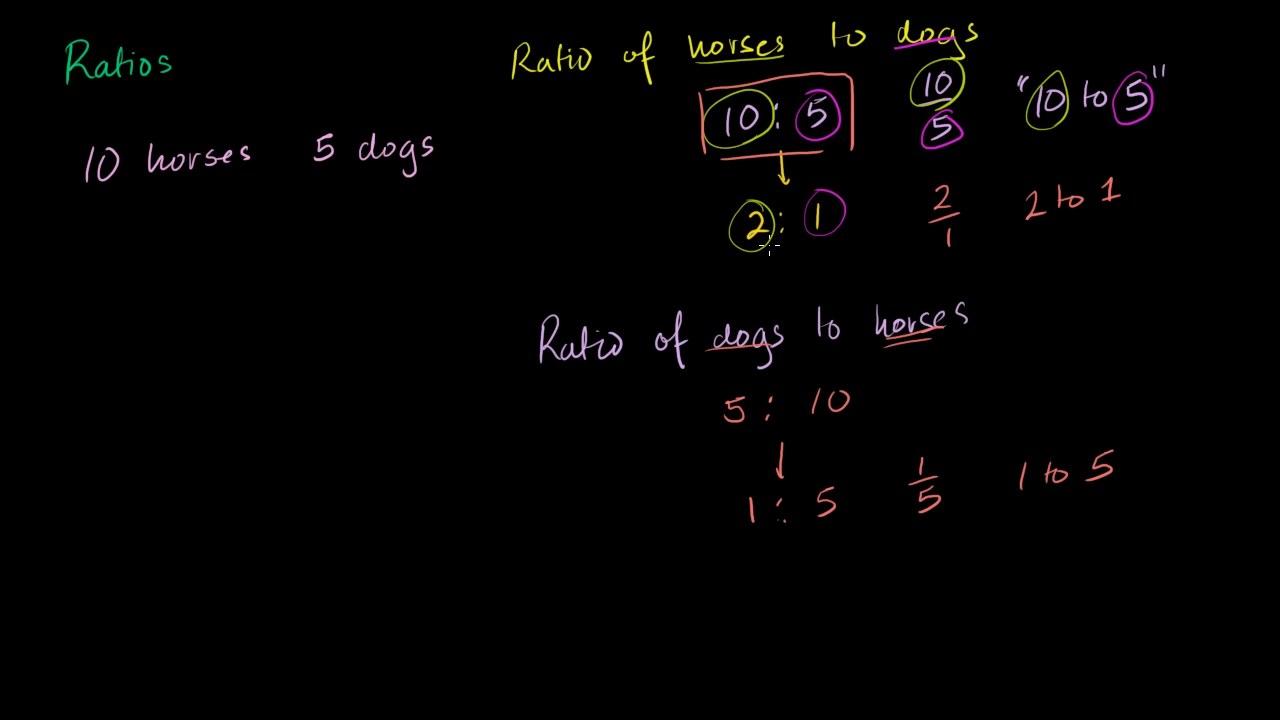 Ratios
10 horses 5 dogs
Ratio of horses to dogs
10 : 5 10/5 "10 to 5"
2 : 1 2/1 2 to 1
Ratio of dogs to horses
5 : 10
1 : 5 1/5 1 to 5